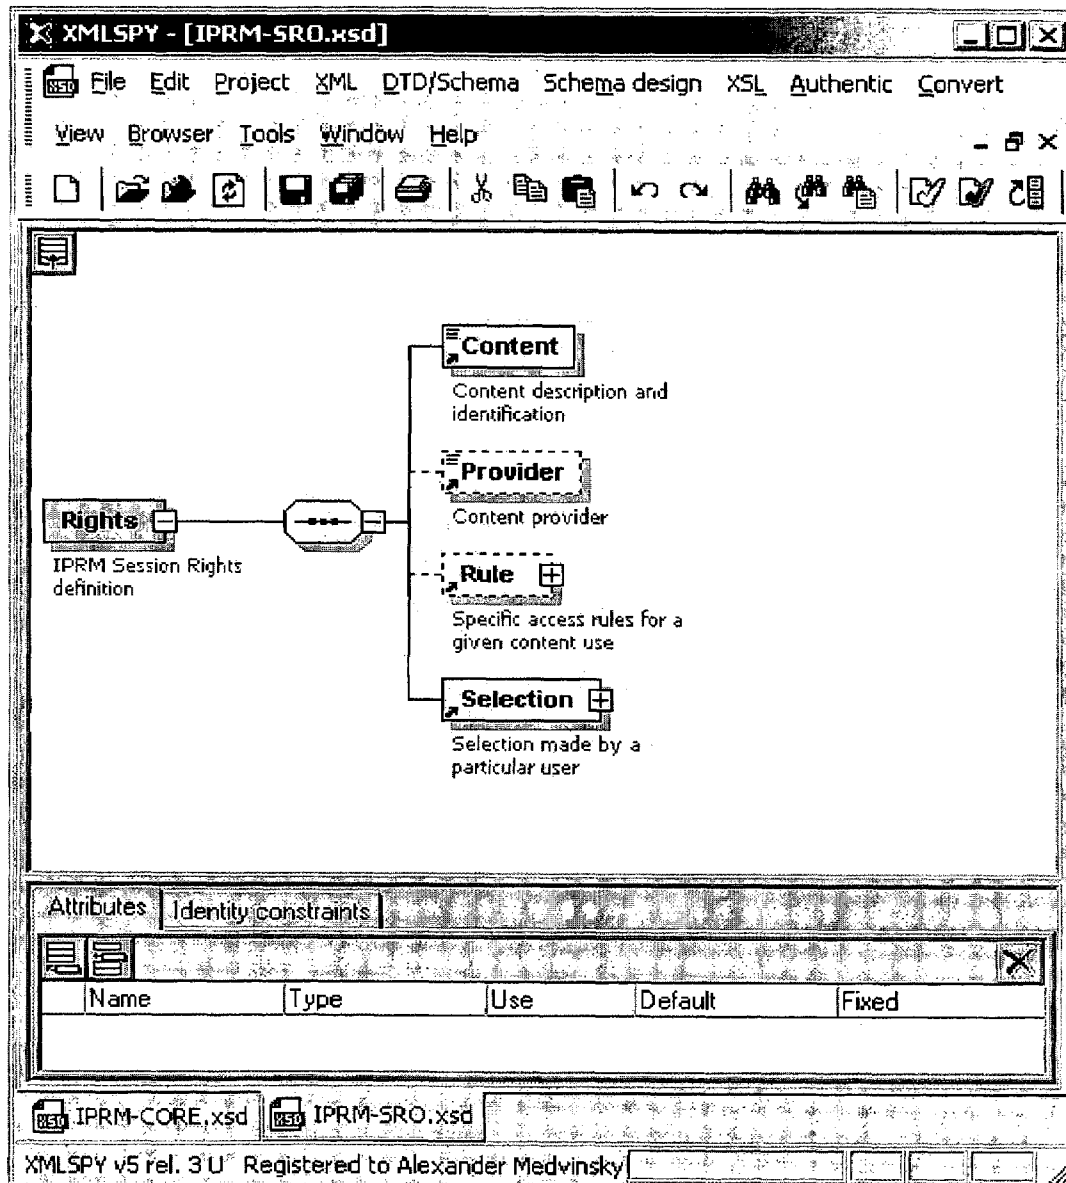 XMLSPY - [IPRM-SRO.xsd]
File Edit Project XML DTD/Schema Schema design XSL Authentic Convert
View Browser Tools Window Help
Content
Content description and
identification
Provider
Content provider
Rights
IPRM Session Rights
definition
Rule
Specific access rules for a
given content use
Selection
Selection made by a
particular user
Attributes Identity constraints
Name Type Use Default Fixed
XSD IPRM-CORE.xsd XSD IPRM-SRO.xsd
XMLSPY v5 rel. 3 U Registered to Alexander Medvinsky